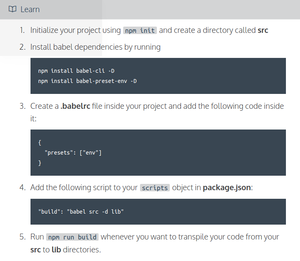 Learn
1. Initialize your project using npm init and create a directory called src
2. Install babel dependencies by running
npm install babel-cli -D
npm install babel-preset-env -D
3. Create a .babelrc file inside your project and add the following code inside
it:
{
"presets": ["env"]
}
4. Add the following script to your scripts object in package.json:
"build": "babel src -d lib"
5. Run npm run build whenever you want to transpile your code from your
src to lib directories.